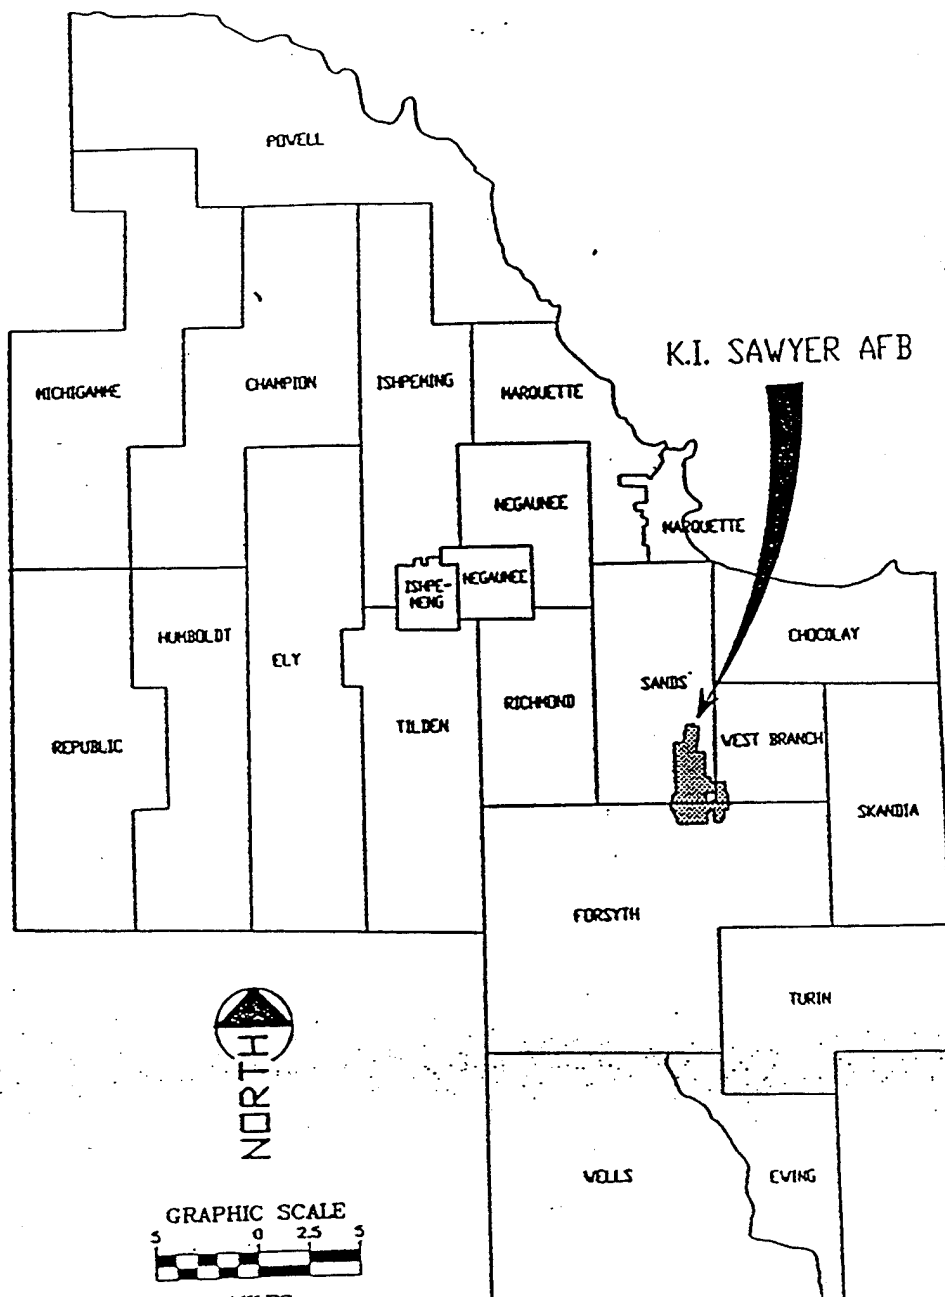 POWELL
K.I. SAWYER AFB
MICHIGAMME
CHAMPION
ISHPEMING
MARQUETTE
NEGAUNEE
MARQUETTE
ISHPE-
MING
NEGAUNEE
HUMBOLDT
ELY
CHOCOLAY
SANDS
RICHMOND
TILDEN
REPUBLIC
WEST BRANCH
SKANDIA
FORSYTH
TURIN
NORTH
WELLS
EWING
GRAPHIC SCALE
5 0 2.5 5
MILES